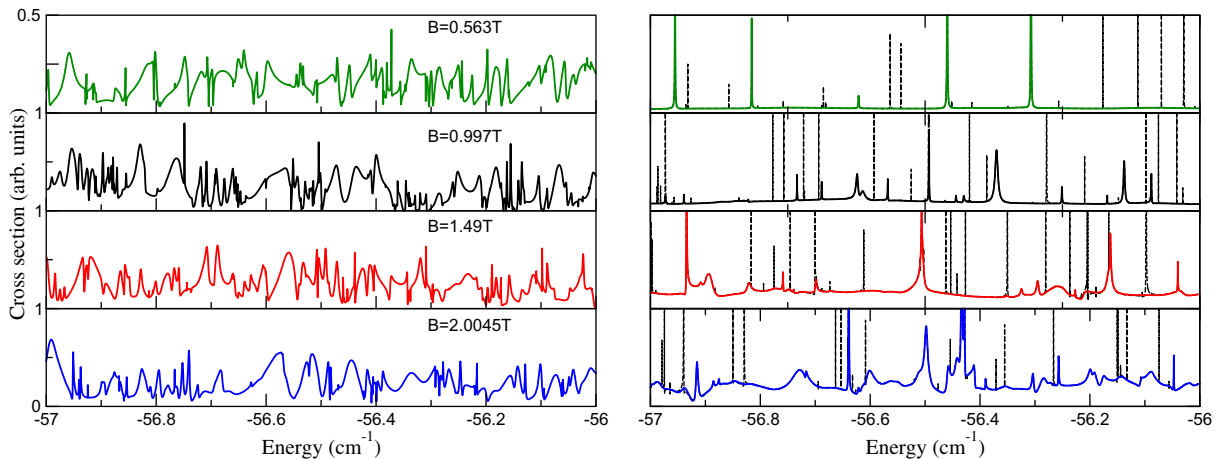 0.5
B=0.563T
1
B=0.997T
Cross section (arb. units)
1
B=1.49T
1
B=2.0045T
0
-57 -56.8 -56.6 -56.4 -56.2 -56
-57 -56.8 -56.6 -56.4 -56.2 -56
Energy (cm-1)
Energy (cm-1)